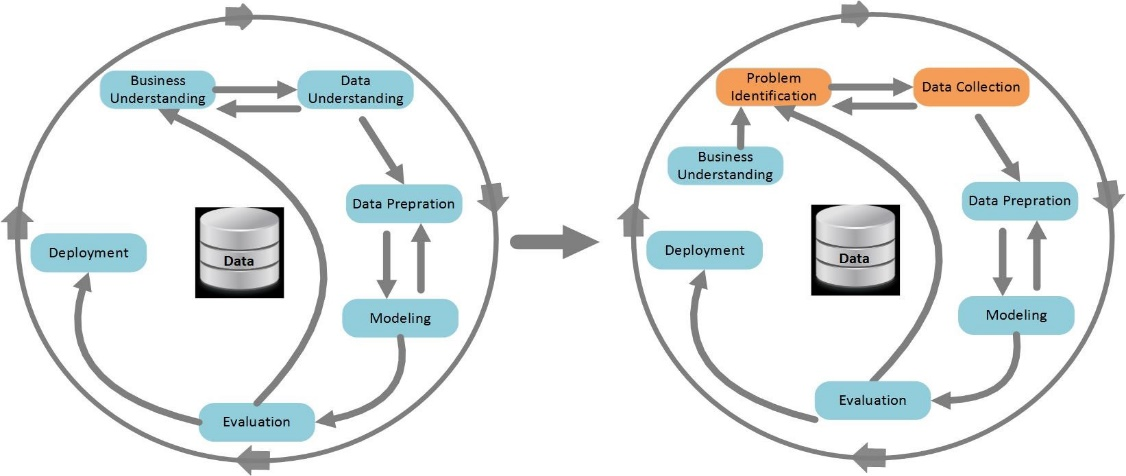 Business
Understanding
Data
Understanding
Data Prepration
Data
Deployment
Modeling
Evaluation
Problem
Identification
Data Collection
Business
Understanding
Data Prepration
Data
Deployment
Modeling
Evaluation